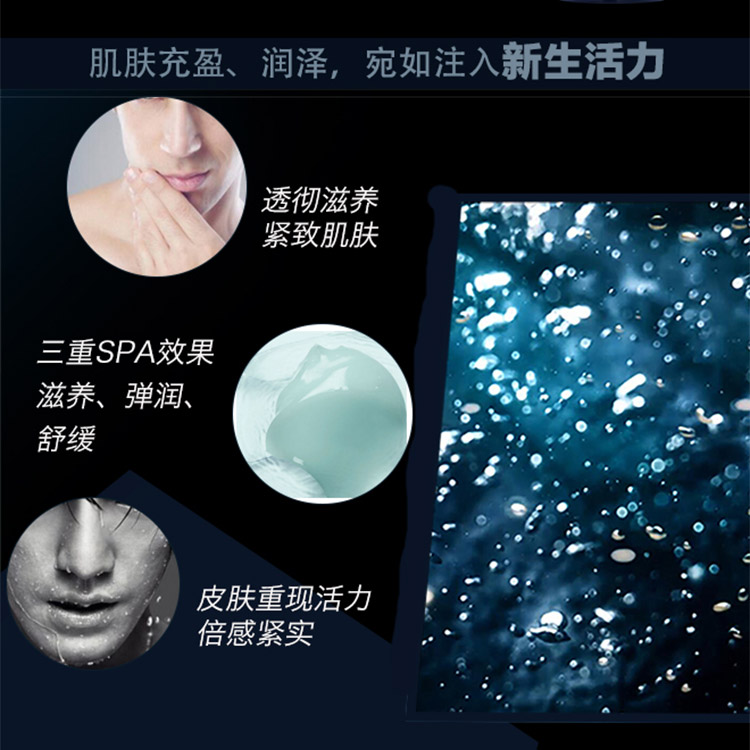 肌肤充盈、润泽，宛如注入新生活力
透彻滋养
紧致肌肤
三重SPA效果
滋养、弹润、
舒缓
皮肤重现活力
倍感紧实